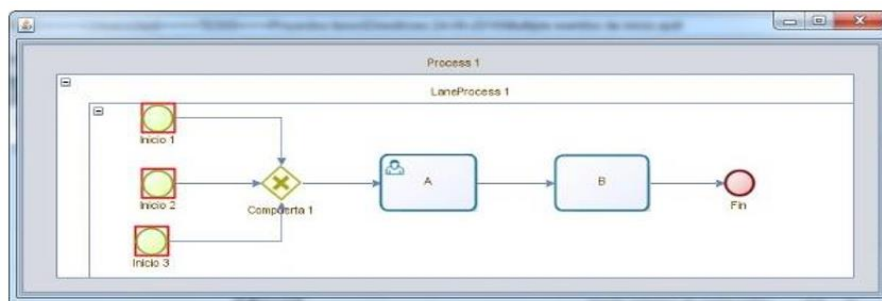 Process 1
LaneProcess 1
Inicio 1
Inicio 2
Inicio 3
Compuerta 1
A
B
Fin